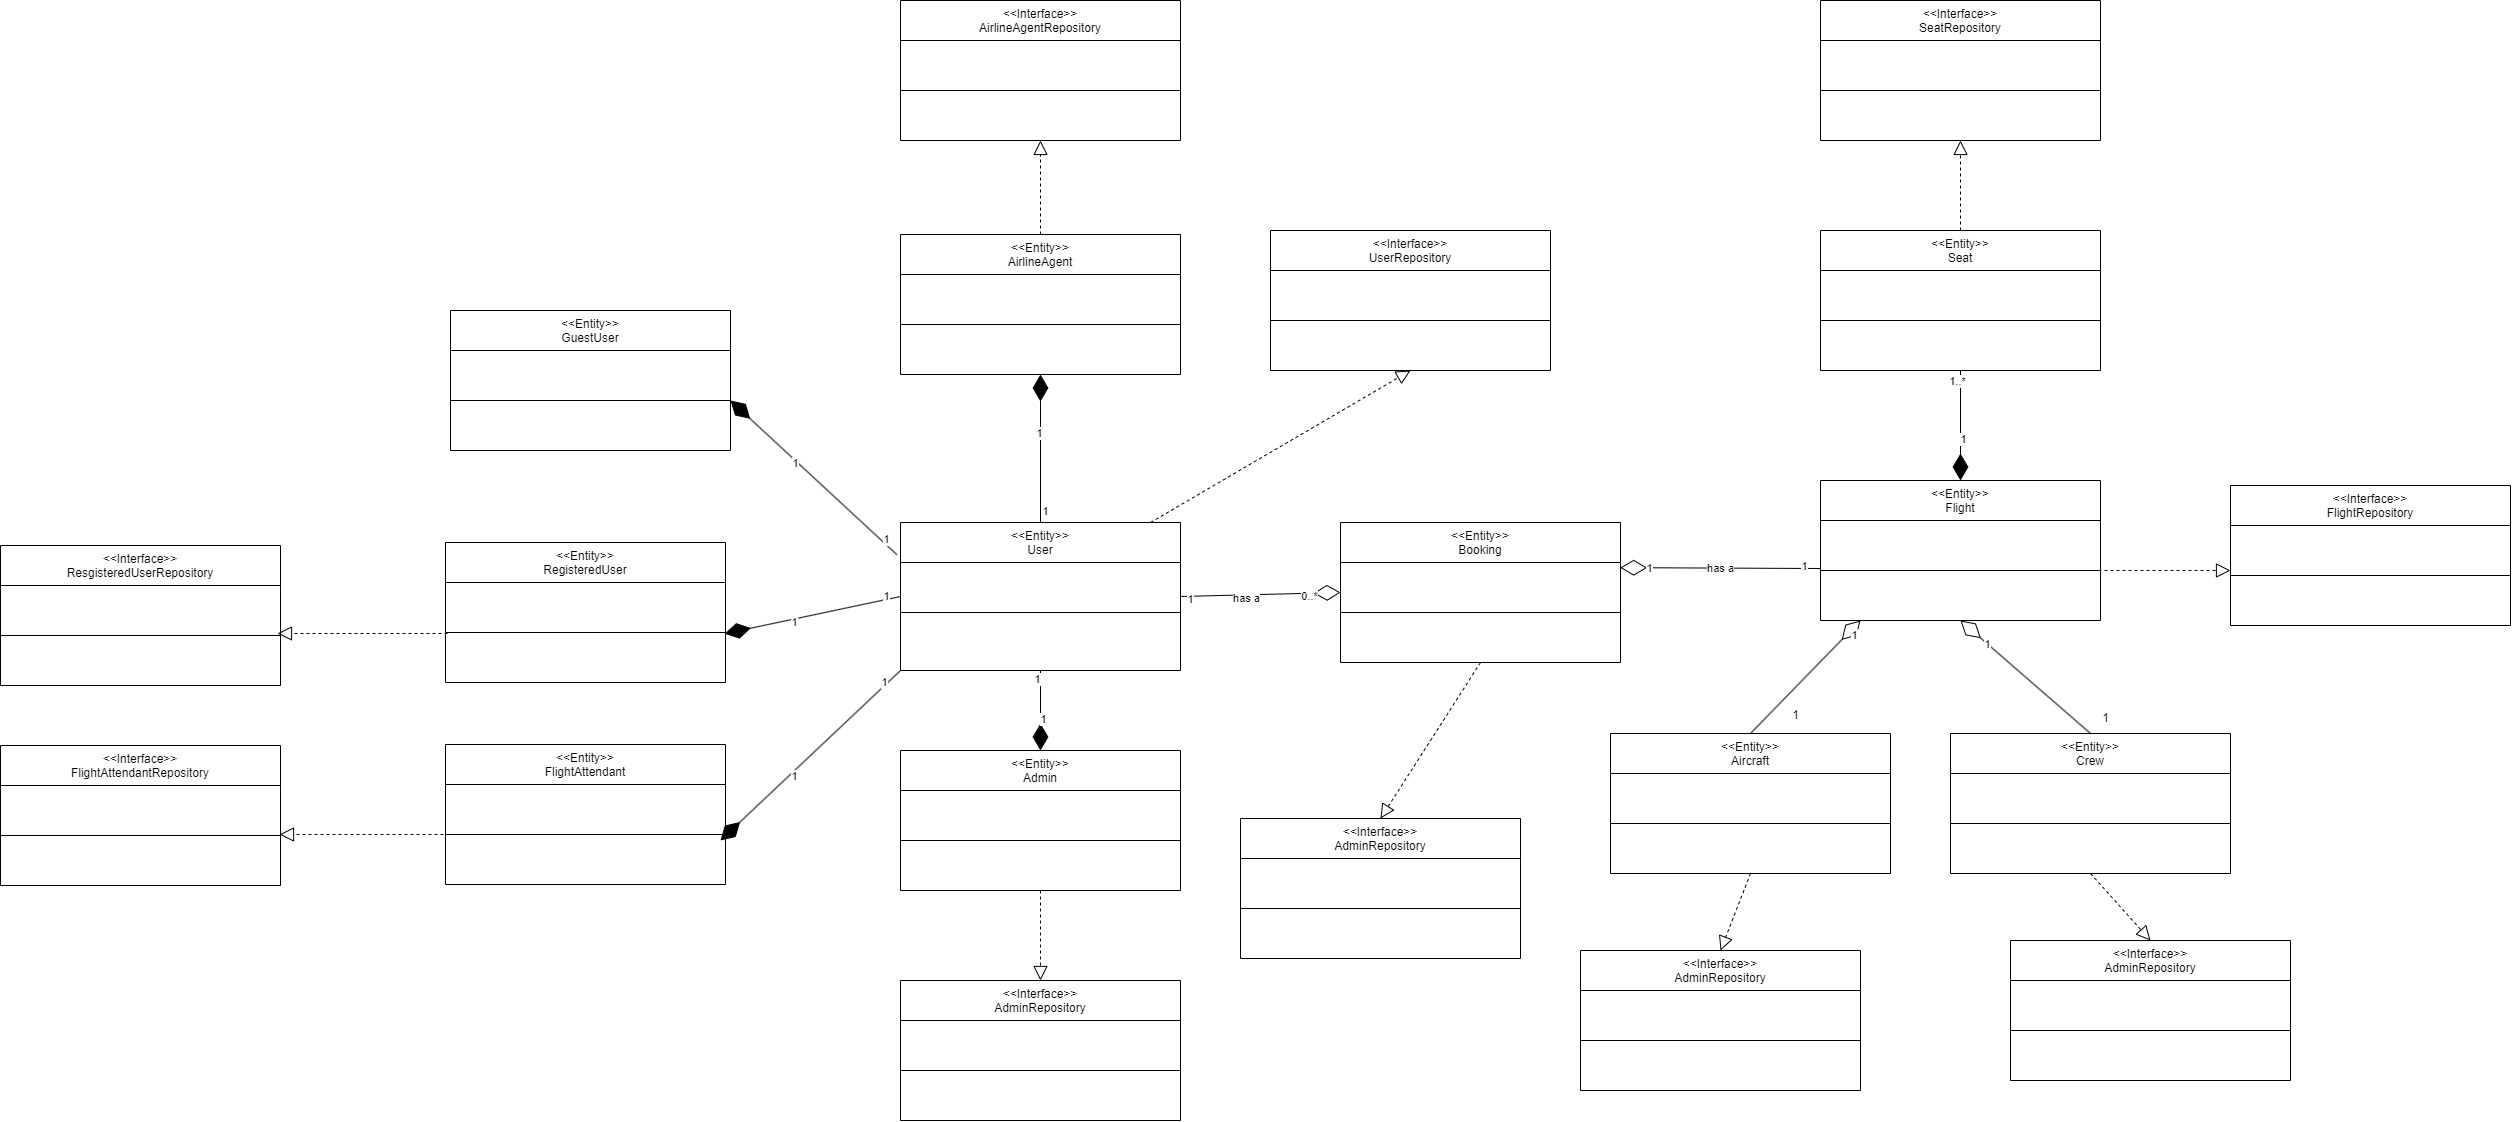 <<Interface>>
AirlineAgentRepository
<<Interface>>
SeatRepository
<<Entity>>
AirlineAgent
<<Interface>>
UserRepository
<<Entity>>
Seat
<<Entity>>
GuestUser
1..*
1
1
1
1
1
<<Entity>>
User
<<Entity>>
Booking
<<Entity>>
Flight
<<Interface>>
FlightRepository
<<Interface>>
ResgisteredUserRepository
<<Entity>>
RegisteredUser
1
1
1
has a
0..*
1
has a
1
1
1
1
1
1
1
1
1
<<Interface>>
FlightAttendantRepository
<<Entity>>
FlightAttendant
<<Entity>>
Admin
<<Entity>>
Aircraft
<<Entity>>
Crew
<<Interface>>
AdminRepository
<<Interface>>
AdminRepository
<<Interface>>
AdminRepository
<<Interface>>
AdminRepository